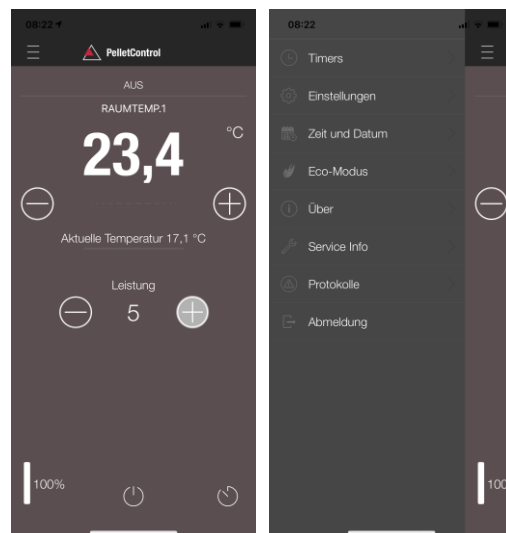 08:22
PelletControl
AUS
RAUMTEMP.1
23,4 °C
Aktuelle Temperatur 17,1 °C
Leistung
5
100%
08:22
Timers
Einstellungen
Zeit und Datum
Eco-Modus
Über
Service Info
Protokolle
Abmeldung
100